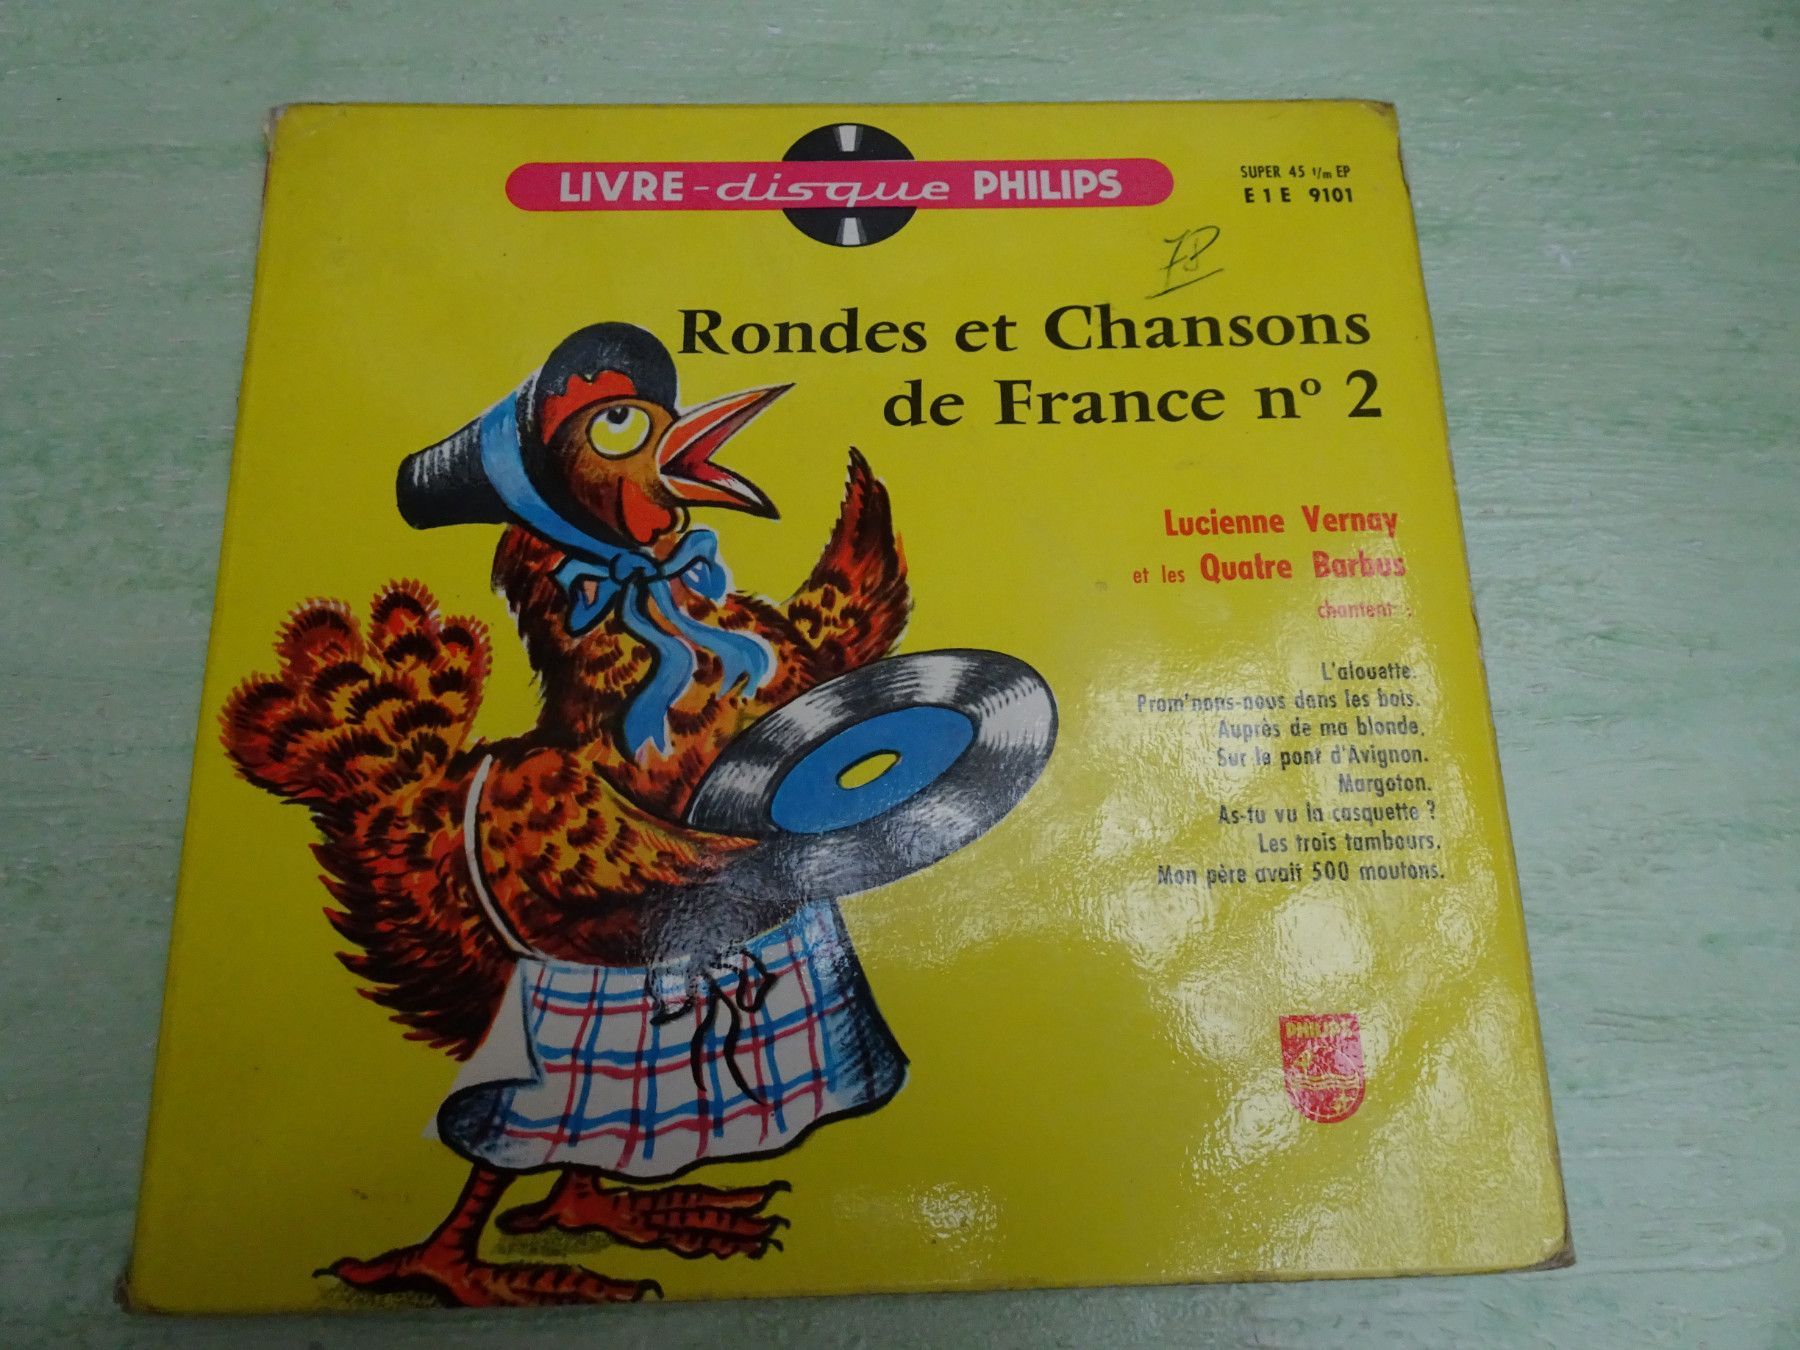 LIVRE-disque PHILIPS
SUPER 45 t/m EP
E 1 E 9101
Rondes et Chansons
de France nº 2
Lucienne Vernay
et les Quatre Barbus
chantent :
L'alouette.
Prom'nons-nous dans les bois.
Auprès de ma blonde.
Sur le pont d'Avignon.
Margoton.
As-tu vu la casquette ?
Les trois tambours.
Mon père avait 500 moutons.
PHILIPS